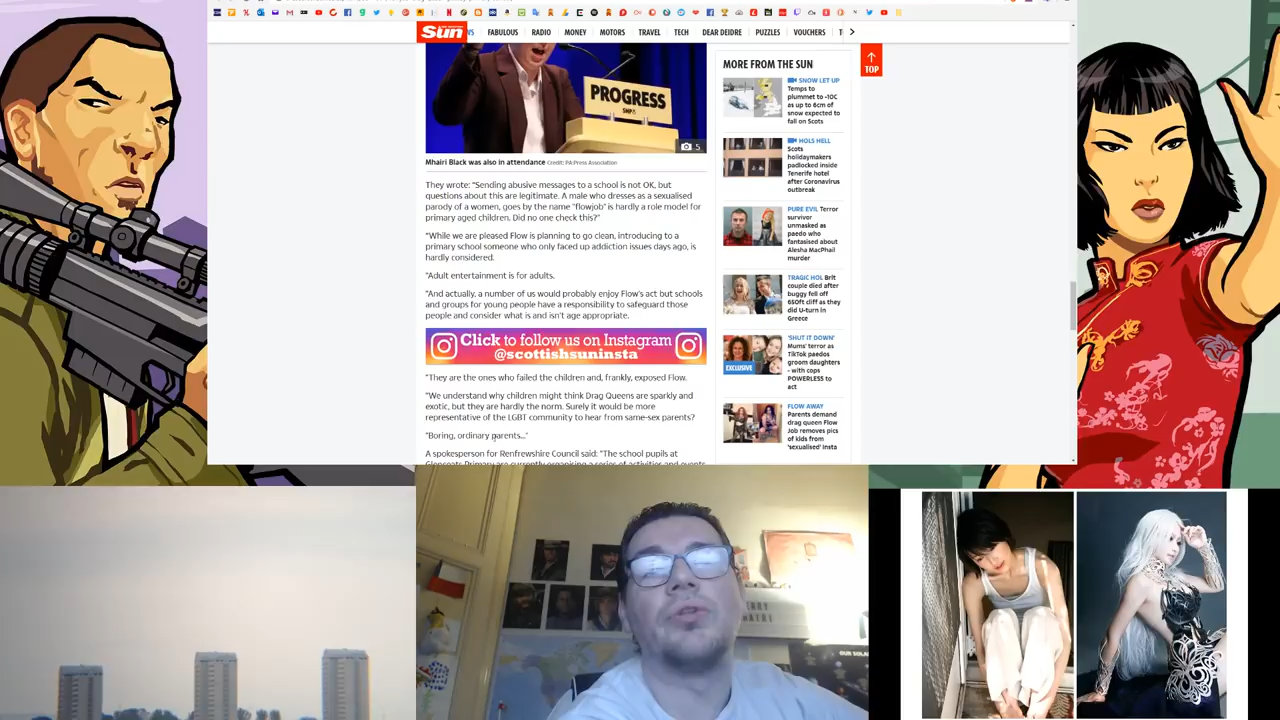 Sun
FABULOUS
RADIO
MONEY
MOTORS
TRAVEL
TECH
DEAR DEIDRE
PUZZLES
VOUCHERS
TOP
PROGRESS
SNP
5
Mhairi Black was also in attendance Credit: PA:Press Association
They wrote: "Sending abusive messages to a school is not OK, but
questions about this are legitimate. A male who dresses as a sexualised
parody of a women, goes by the name "flowjob" is hardly a role model for
primary aged children. Did no one check this?"
"While we are pleased Flow is planning to go clean, introducing to a
primary school someone who only faced up addiction issues days ago, is
hardly considered.
"Adult entertainment is for adults.
"And actually, a number of us would probably enjoy Flow's act but schools
and groups for young people have a responsibility to safeguard those
people and consider what is and isn't age appropriate.
Click to follow us on Instagram
@scottishsuninsta
"They are the ones who failed the children and, frankly, exposed Flow.
"We understand why children might think Drag Queens are sparkly and
exotic, but they are hardly the norm. Surely it would be more
representative of the LGBT community to hear from same-sex parents?
"Boring, ordinary parents..."
A spokesperson for Renfrewshire Council said: "The school pupils at
Glencoats Primary are currently organising a series of activities and events
MORE FROM THE SUN
SNOW LET UP
Temps to
plummet to -10C
as up to 6cm of
snow expected to
fall on Scots
HOLS HELL
Scots
holidaymakers
padlocked inside
Tenerife hotel
after Coronavirus
outbreak
PURE EVIL Terror
survivor
unmasked as
paedo who
fantasised about
Alesha MacPhail
murder
TRAGIC HOL Brit
couple died after
buggy fell off
650ft cliff as they
did U-turn in
Greece
'SHUT IT DOWN'
Mums' terror as
TikTok paedos
groom daughters
- with cops
POWERLESS to
act
EXCLUSIVE
FLOW AWAY
Parents demand
drag queen Flow
Job removes pics
of kids from
'sexualised' Insta